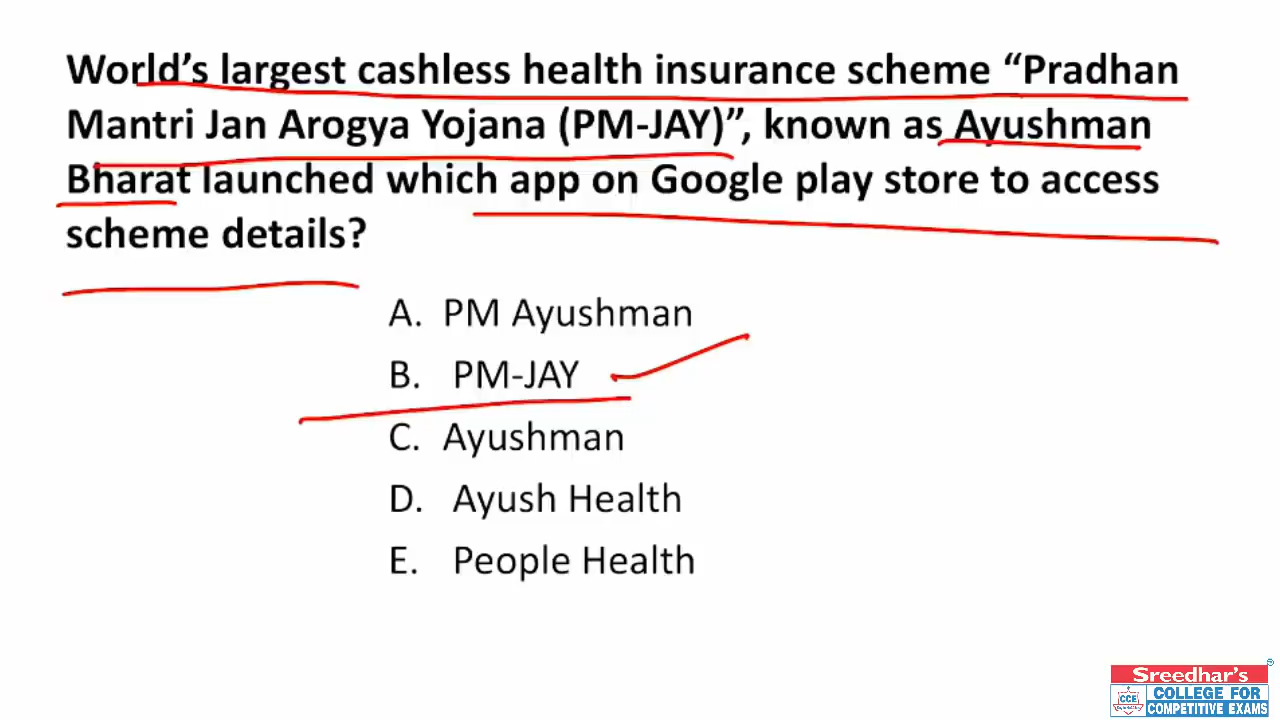 World’s largest cashless health insurance scheme “Pradhan
Mantri Jan Arogya Yojana (PM-JAY)”, known as Ayushman
Bharat launched which app on Google play store to access
scheme details?
A. PM Ayushman
B. PM-JAY
C. Ayushman
D. Ayush Health
E. People Health
Sreedhar's
CCE
COLLEGE FOR
COMPETITIVE EXAMS